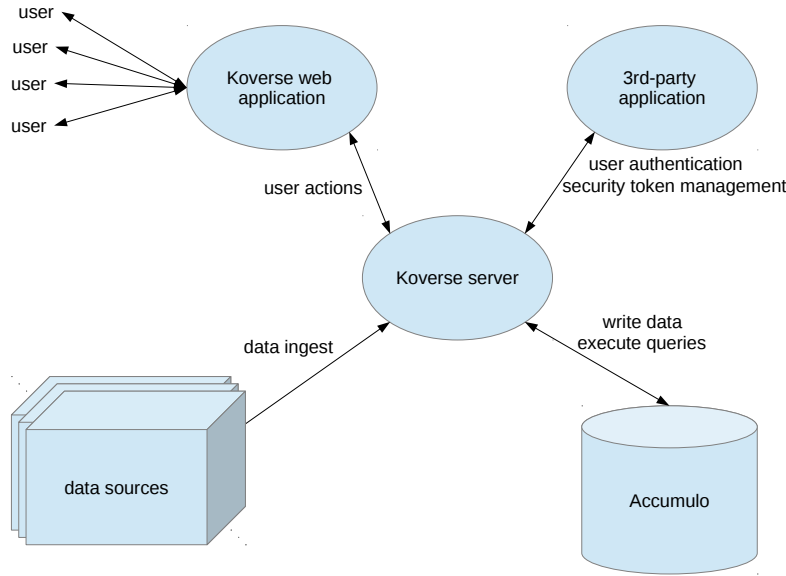 user
user
user
user
Koverse web
application
3rd-party
application
user actions
user authentication
security token management
Koverse server
data ingest
write data
execute queries
data sources
Accumulo